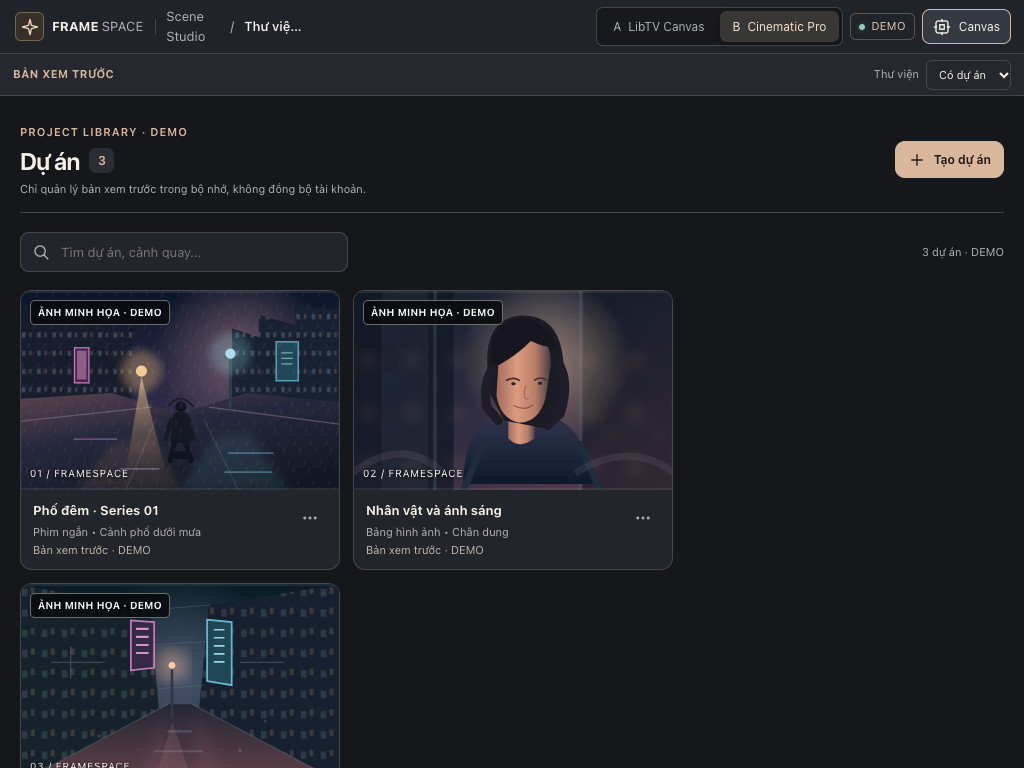 FRAME SPACE
Scene Studio
/ Thư việ...
A LibTV Canvas
B Cinematic Pro
DEMO
Canvas
BẢN XEM TRƯỚC
Thư viện
Có dự án
PROJECT LIBRARY · DEMO
Dự án 3
Tạo dự án
Chỉ quản lý bản xem trước trong bộ nhớ, không đồng bộ tài khoản.
Tìm dự án, cảnh quay...
3 dự án · DEMO
ẢNH MINH HỌA · DEMO
01 / FRAMESPACE
Phố đêm · Series 01
Phim ngắn • Cảnh phố dưới mưa
Bản xem trước · DEMO
ẢNH MINH HỌA · DEMO
02 / FRAMESPACE
Nhân vật và ánh sáng
Bảng hình ảnh • Chân dung
Bản xem trước · DEMO
ẢNH MINH HỌA · DEMO
03 / FRAMESPACE